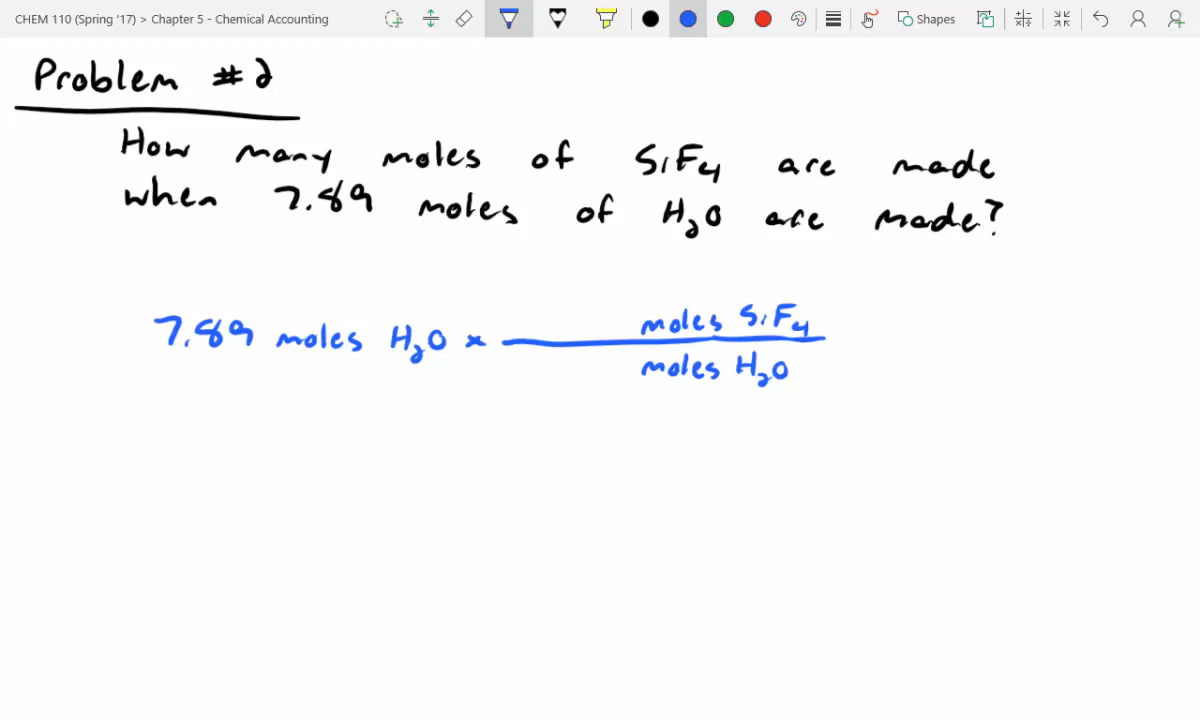 CHEM 110 (Spring '17) > Chapter 5 - Chemical Accounting
Shapes
Problem #2
How many moles of SiF₄ are made
when 7.89 moles of H₂O are made?
7.89 moles H₂O × moles SiF₄
moles H₂O